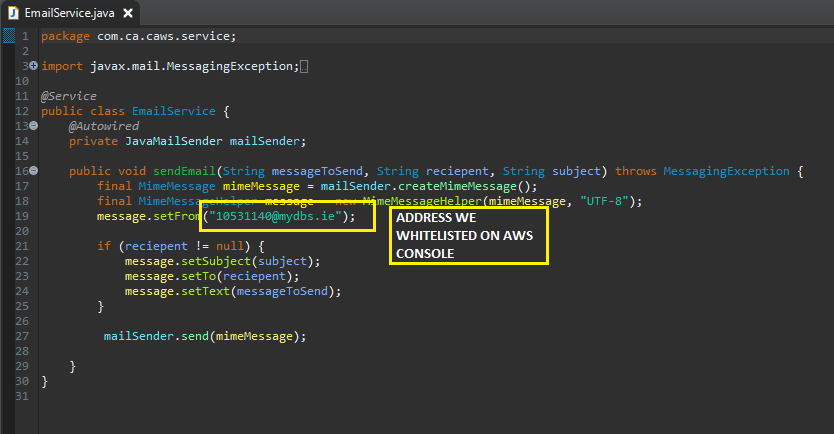 EmailService.java
1 package com.ca.caws.service;
2
3 import javax.mail.MessagingException;
10
11 @Service
12 public class EmailService {
13 @Autowired
14 private JavaMailSender mailSender;
15
16 public void sendEmail(String messageToSend, String reciepent, String subject) throws MessagingException {
17 final MimeMessage mimeMessage = mailSender.createMimeMessage();
18 final MimeMessageHelper message = new MimeMessageHelper(mimeMessage, "UTF-8");
19 message.setFrom("10531140@mydbs.ie");
ADDRESS WE
WHITELISTED ON AWS
CONSOLE
20
21 if (reciepent != null) {
22 message.setSubject(subject);
23 message.setTo(reciepent);
24 message.setText(messageToSend);
25 }
26
27 mailSender.send(mimeMessage);
28
29 }
30 }
31